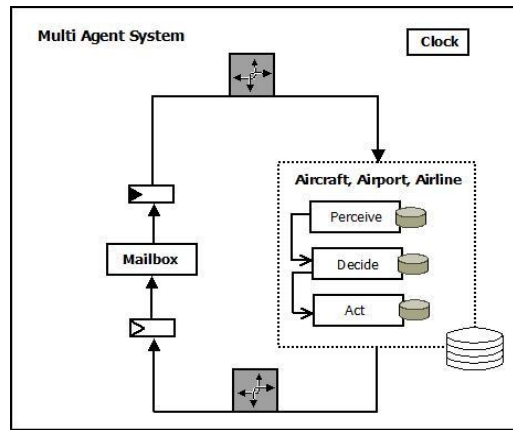 Multi Agent System
Clock
Aircraft, Airport, Airline
Perceive
Mailbox
Decide
Act